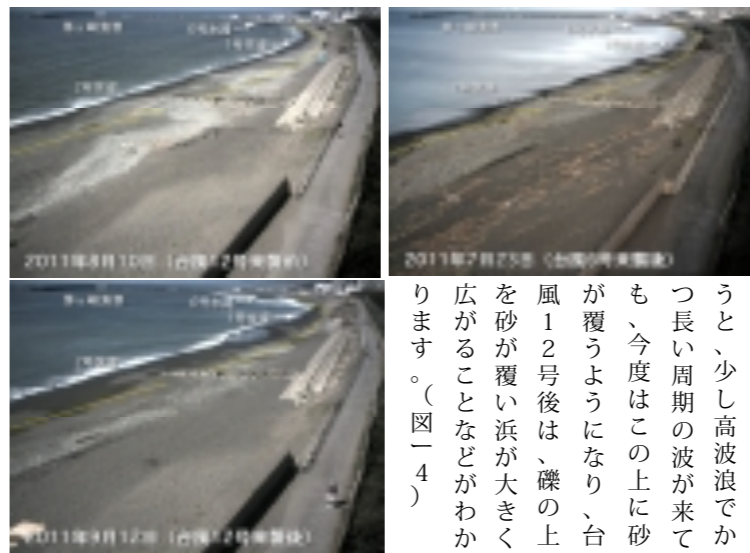 2011年8月10日（台風12号来襲前）
2011年7月23日（台風6号来襲後）
2011年9月12日（台風12号来襲後）
うと、少し高波浪でか
つ長い周期の波が来て
も、今度はこの上に砂
が覆うようになり、台
風１２号後は、礫の上
を砂が覆い浜が大きく
広がることなどがわか
ります。（図ー４）